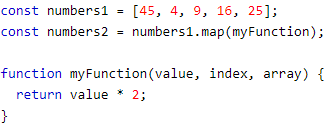 const numbers1 = [45, 4, 9, 16, 25];
const numbers2 = numbers1.map(myFunction);

function myFunction(value, index, array) {
  return value * 2;
}